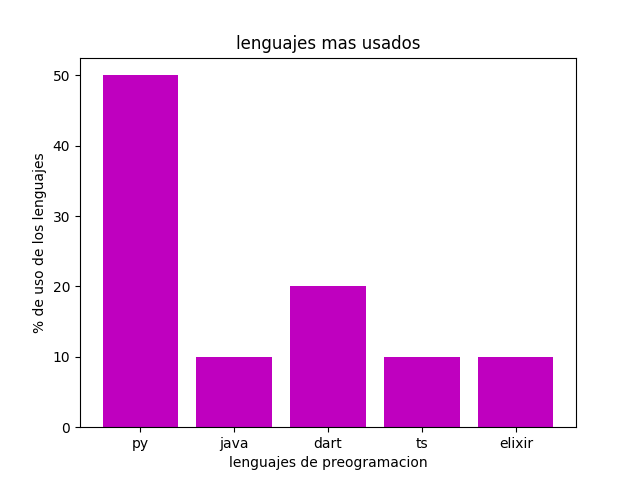 lenguajes mas usados
% de uso de los lenguajes
50
40
30
20
10
0
py java dart ts elixir
lenguajes de preogramacion